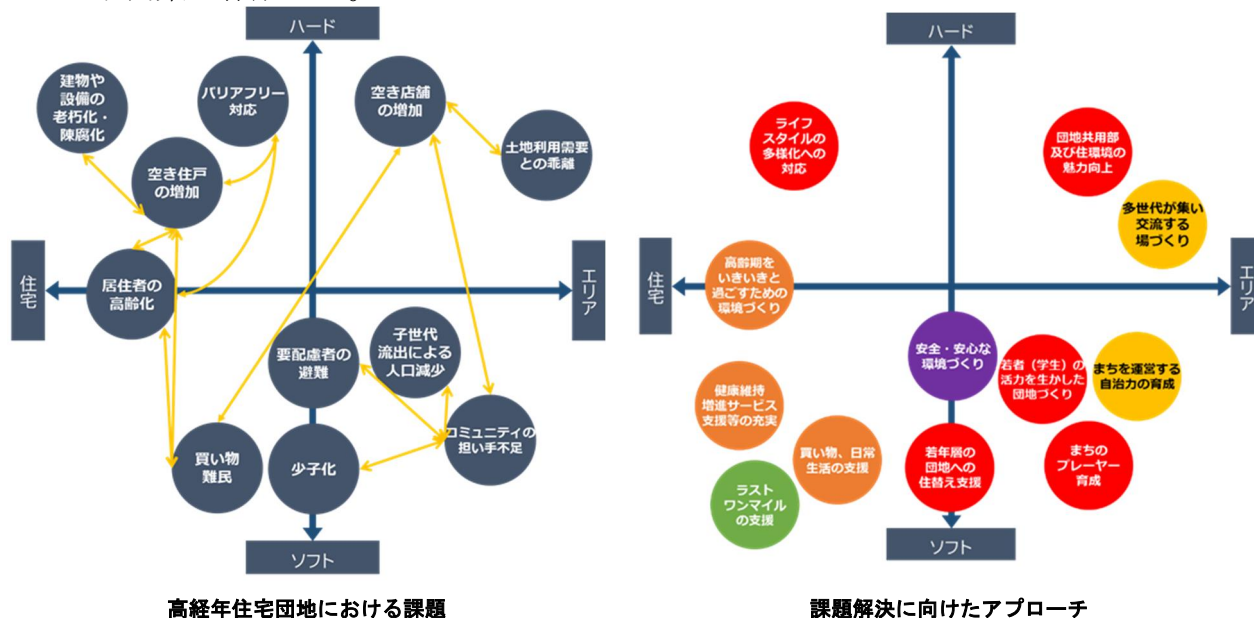 ハード
建物や
設備の
老朽化・
陳腐化
バリアフリー
対応
空き店舗
の増加
土地利用需要
との乖離
空き住戸
の増加
住宅
居住者の
高齢化
エリア
要配慮者の
避難
子世代
流出による
人口減少
買い物
難民
少子化
コミュニティの
担い手不足
ソフト
高経年住宅団地における課題
ハード
ライフ
スタイルの
多様化への
対応
団地共用部
及び住環境の
魅力向上
多世代が集い
交流する
場づくり
住宅
高齢期を
いきいきと
過ごすための
環境づくり
エリア
安全・安心な
環境づくり
若者（学生）の
活力を生かした
団地づくり
まちを運営する
自治力の育成
健康維持
増進サービス
支援等の充実
買い物、日常
生活の支援
若年層の
団地への
住替え支援
まちの
プレーヤー
育成
ラスト
ワンマイル
の支援
ソフト
課題解決に向けたアプローチ